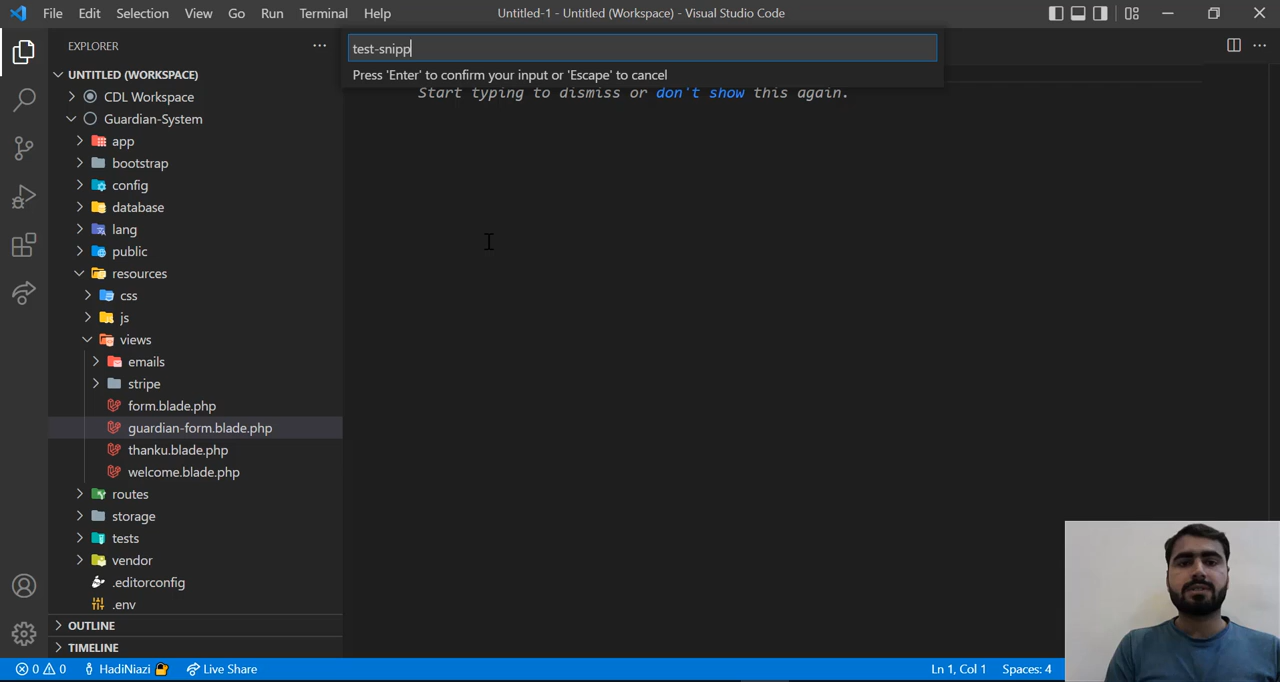 File Edit Selection View Go Run Terminal Help
Untitled-1 - Untitled (Workspace) - Visual Studio Code
EXPLORER
test-snipp
Press 'Enter' to confirm your input or 'Escape' to cancel
Start typing to dismiss or don't show this again.
UNTITLED (WORKSPACE)
CDL Workspace
Guardian-System
app
bootstrap
config
database
lang
public
resources
css
js
views
emails
stripe
form.blade.php
guardian-form.blade.php
thanku.blade.php
welcome.blade.php
routes
storage
tests
vendor
.editorconfig
.env
OUTLINE
TIMELINE
0 0 HadiNiazi Live Share
Ln 1, Col 1 Spaces: 4